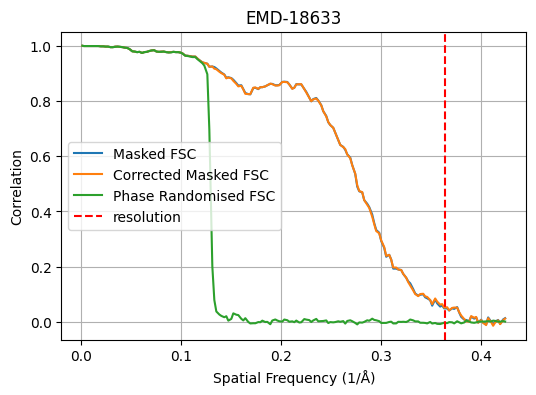 EMD-18633
1.0
0.8
0.6
0.4
0.2
0.0
Correlation
Masked FSC
Corrected Masked FSC
Phase Randomised FSC
resolution
0.0 0.1 0.2 0.3 0.4
Spatial Frequency (1/Å)